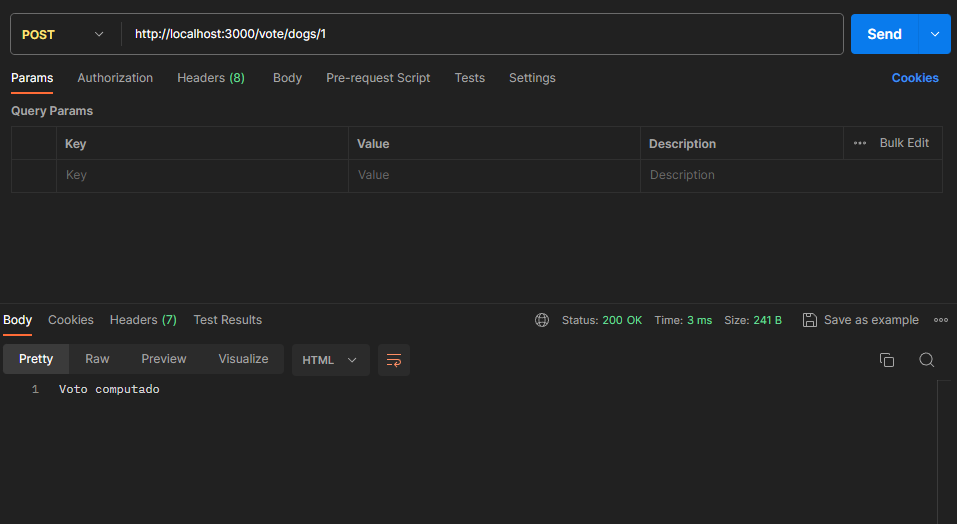 POST http://localhost:3000/vote/dogs/1 Send
Params Authorization Headers (8) Body Pre-request Script Tests Settings Cookies
Query Params
Key Value Description ••• Bulk Edit
Key Value Description
Body Cookies Headers (7) Test Results Status: 200 OK Time: 3 ms Size: 241 B Save as example
Pretty Raw Preview Visualize HTML
1 Voto computado